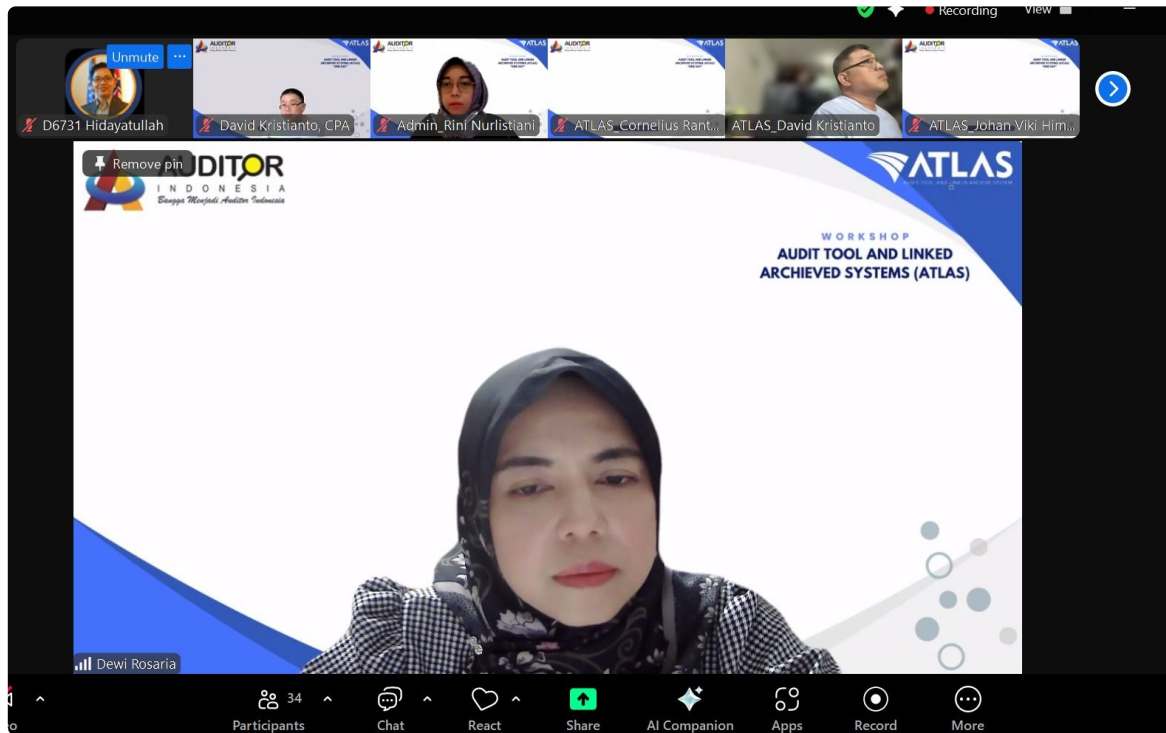 Recording View
Unmute ...
D6731 Hidayatullah
David Kristianto, CPA
Admin_Rini Nurlistiani
ATLAS_Cornelius Rant...
ATLAS_David Kristianto
ATLAS_Johan Viki Him...
Remove pin
AUDITOR
INDONESIA
Bangga Menjadi Auditor Indonesia
ATLAS
WORKSHOP
AUDIT TOOL AND LINKED
ARCHIEVED SYSTEMS (ATLAS)
Dewi Rosaria
34
Participants
Chat
React
Share
AI Companion
Apps
Record
More